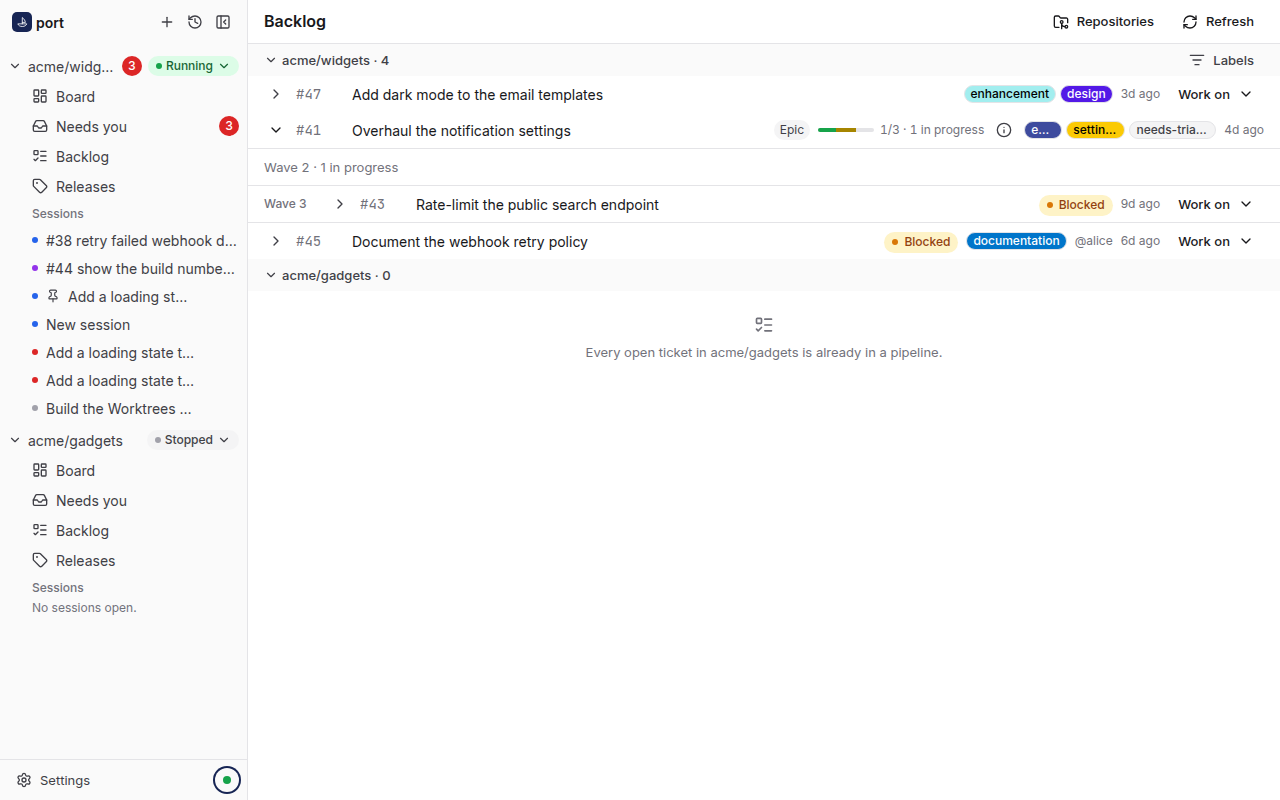 port
acme/widg... 3 Running
Board
Needs you 3
Backlog
Releases
Sessions
#38 retry failed webhook d...
#44 show the build numbe...
Add a loading st...
New session
Add a loading state t...
Add a loading state t...
Build the Worktrees ...
acme/gadgets Stopped
Board
Needs you
Backlog
Releases
Sessions
No sessions open.
Settings
Backlog Repositories Refresh
acme/widgets · 4 Labels
#47 Add dark mode to the email templates enhancement design 3d ago Work on
#41 Overhaul the notification settings Epic 1/3 · 1 in progress e... settin... needs-tria... 4d ago
Wave 2 · 1 in progress
Wave 3 #43 Rate-limit the public search endpoint Blocked 9d ago Work on
#45 Document the webhook retry policy Blocked documentation @alice 6d ago Work on
acme/gadgets · 0
Every open ticket in acme/gadgets is already in a pipeline.